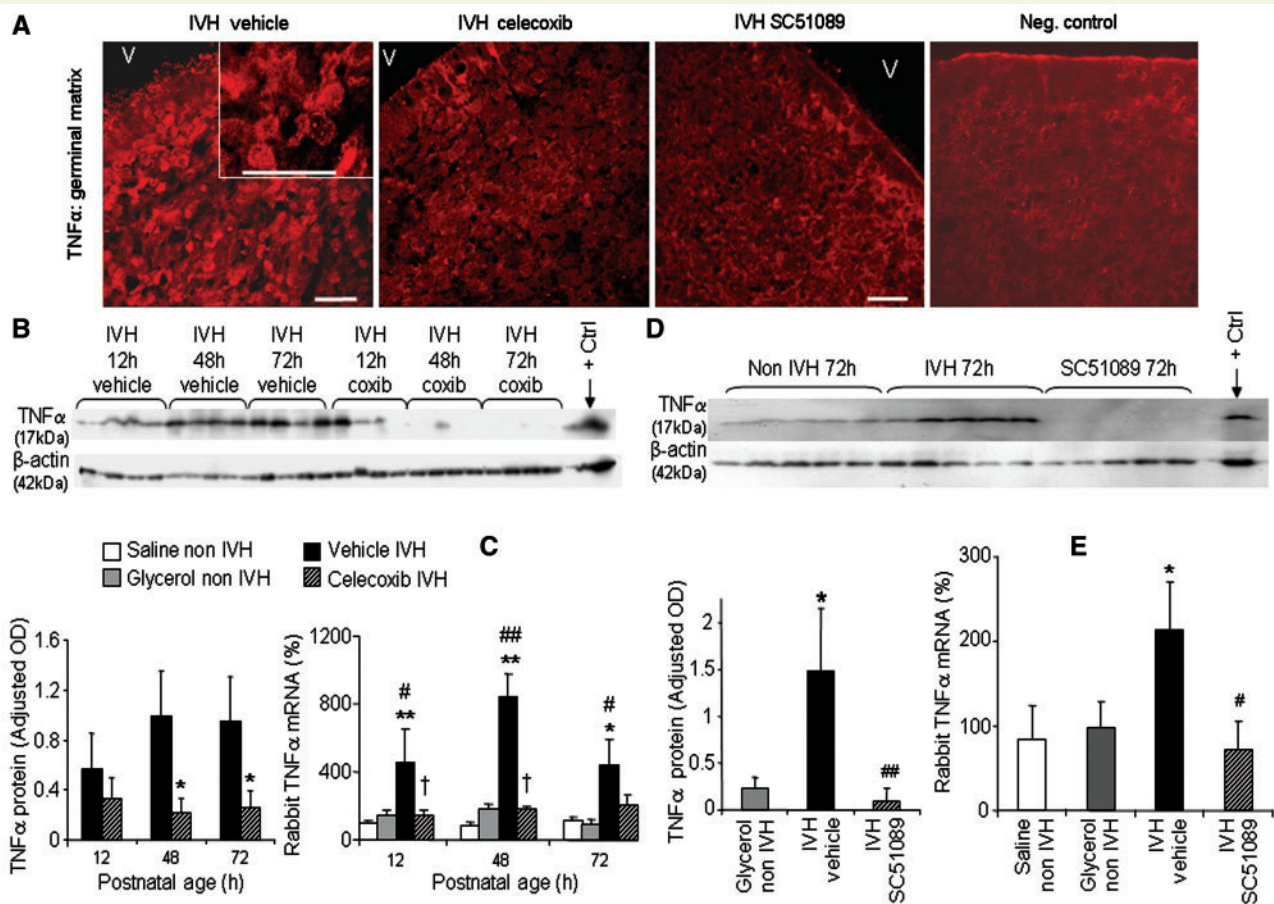 A
IVH vehicle
IVH celecoxib
IVH SC51089
Neg. control
TNFα: germinal matrix
V
V
V
B
IVH 12h vehicle
IVH 48h vehicle
IVH 72h vehicle
IVH 12h coxib
IVH 48h coxib
IVH 72h coxib
+ Ctrl
TNFα
(17kDa)
β-actin
(42kDa)
D
Non IVH 72h
IVH 72h
SC51089 72h
+ Ctrl
TNFα
(17kDa)
β-actin
(42kDa)
Saline non IVH
Glycerol non IVH
Vehicle IVH
Celecoxib IVH
TNFα protein (Adjusted OD)
1.6
1.2
0.6
0.4
0
*
*
12
48
72
Postnatal age (h)
C
Rabbit TNFα mRNA (%)
1200
800
400
0
#
**
†
##
**
†
#
*
12
48
72
Postnatal age (h)
TNFα protein (Adjusted OD)
2
1.5
1
0.5
0
*
##
Glycerol
non IVH
IVH
vehicle
IVH
SC51089
E
Rabbit TNFα mRNA (%)
300
200
100
0
*
#
Saline
non IVH
Glycerol
non IVH
IVH
vehicle
IVH
SC51089